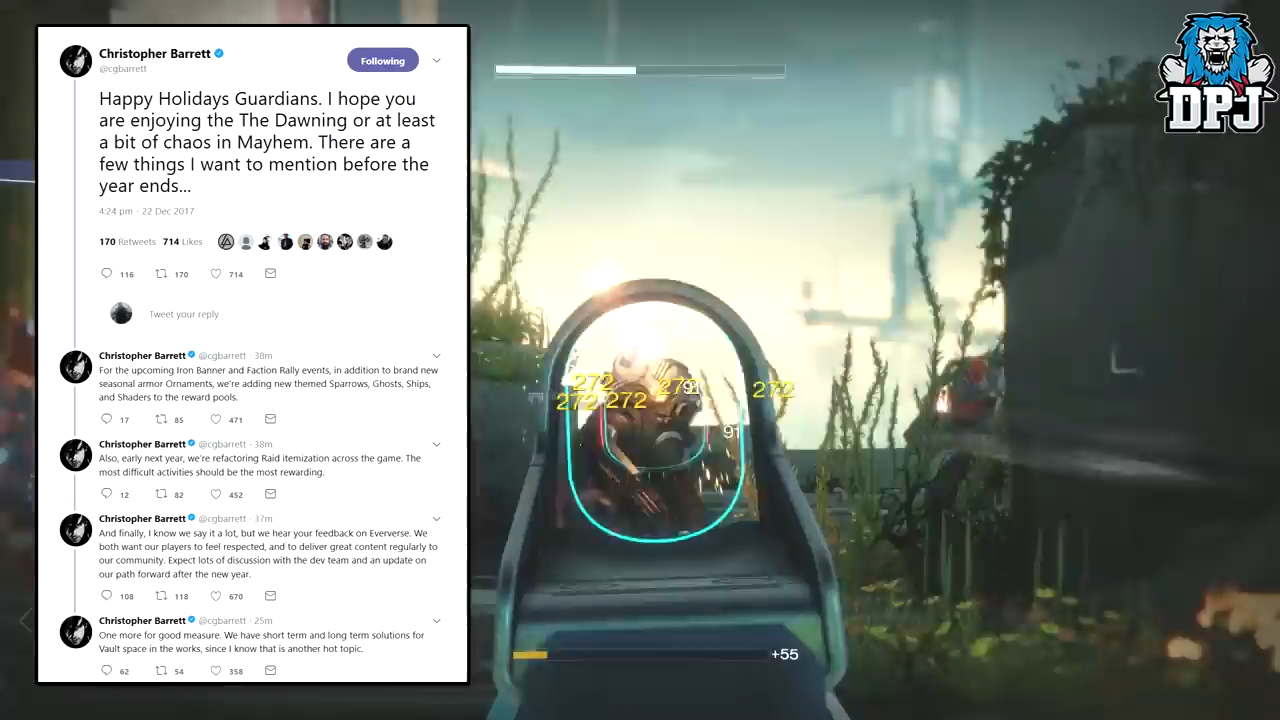 Christopher Barrett
@cgbarrett
Following
Happy Holidays Guardians. I hope you
are enjoying the The Dawning or at least
a bit of chaos in Mayhem. There are a
few things I want to mention before the
year ends...
4:24 pm · 22 Dec 2017
170 Retweets 714 Likes
116 170 714
Tweet your reply
Christopher Barrett @cgbarrett · 38m
For the upcoming Iron Banner and Faction Rally events, in addition to brand new
seasonal armor Ornaments, we're adding new themed Sparrows, Ghosts, Ships,
and Shaders to the reward pools.
17 85 471
Christopher Barrett @cgbarrett · 38m
Also, early next year, we're refactoring Raid itemization across the game. The
most difficult activities should be the most rewarding.
12 82 452
Christopher Barrett @cgbarrett · 37m
And finally, I know we say it a lot, but we hear your feedback on Eververse. We
both want our players to feel respected, and to deliver great content regularly to
our community. Expect lots of discussion with the dev team and an update on
our path forward after the new year.
108 118 670
Christopher Barrett @cgbarrett · 25m
One more for good measure. We have short term and long term solutions for
Vault space in the works, since I know that is another hot topic.
62 54 358
DPJ
272 272 272
272 272
+55